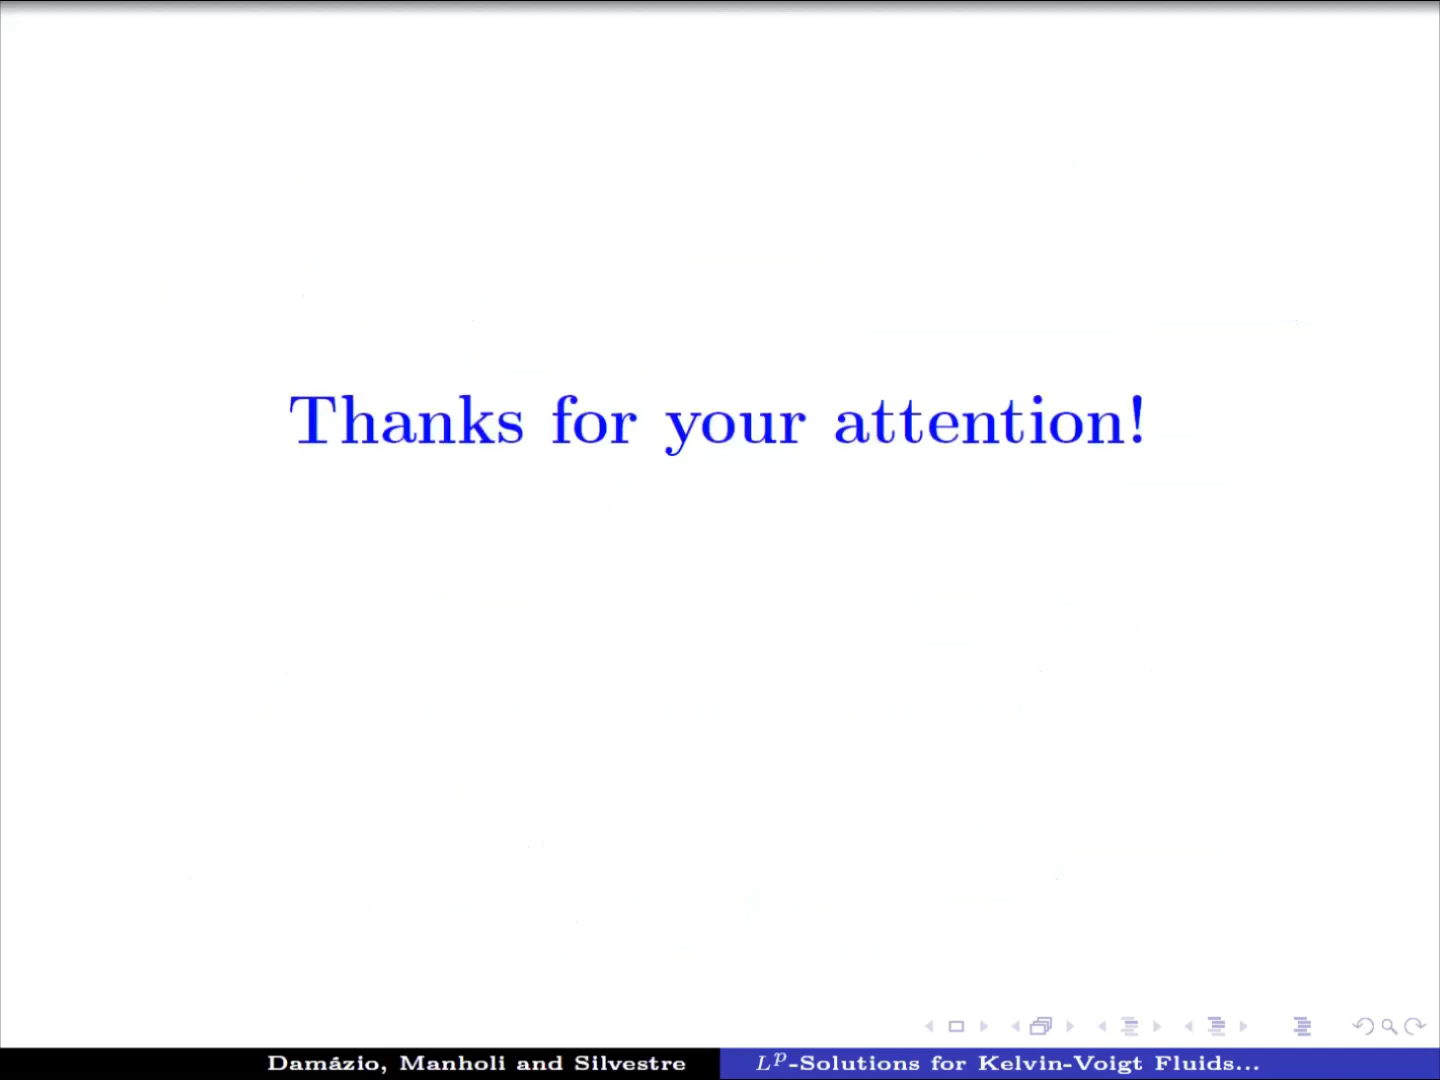 Thanks for your attention!
Damázio, Manholi and Silvestre
L^p-Solutions for Kelvin-Voigt Fluids...